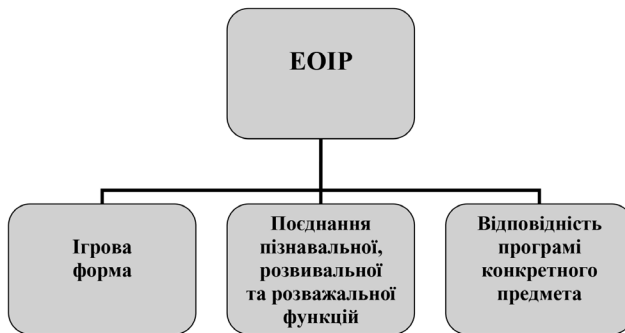 ЕОІР
Ігрова
форма
Поєднання
пізнавальної,
розвивальної
та розважальної
функцій
Відповідність
програмі
конкретного
предмета